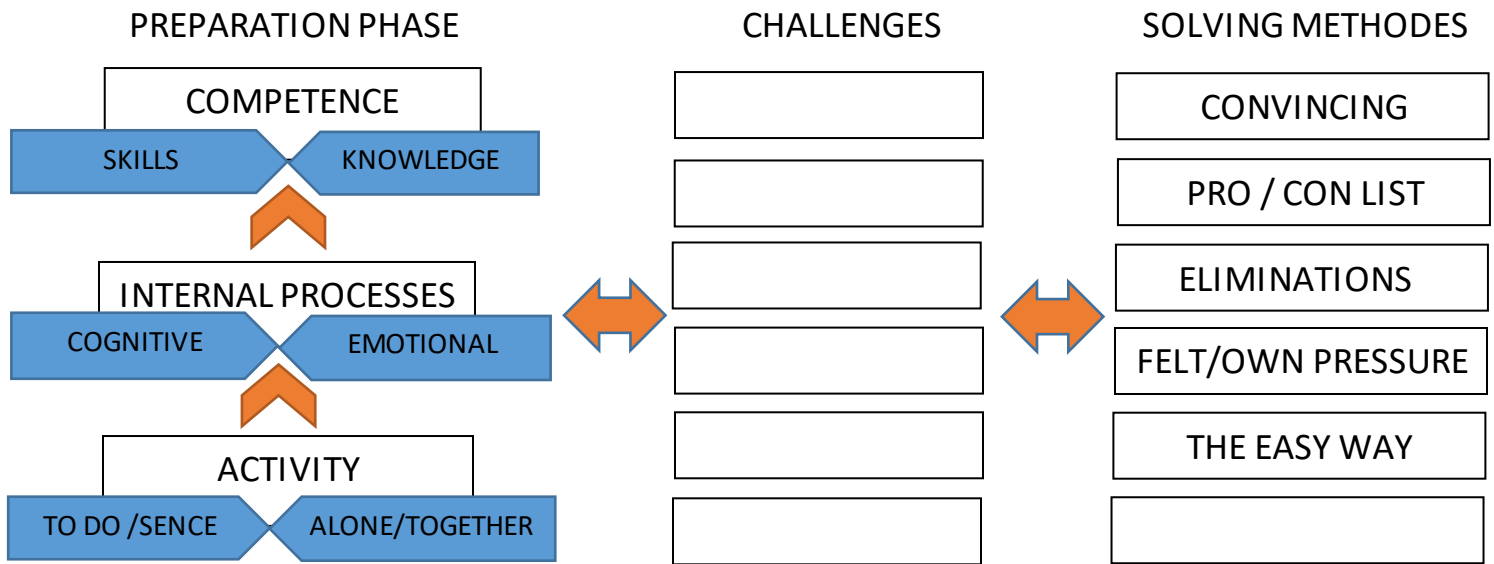 PREPARATION PHASE
COMPETENCE
SKILLS
KNOWLEDGE
INTERNAL PROCESSES
COGNITIVE
EMOTIONAL
ACTIVITY
TO DO /SENCE
ALONE/TOGETHER
CHALLENGES
SOLVING METHODES
CONVINCING
PRO / CON LIST
ELIMINATIONS
FELT/OWN PRESSURE
THE EASY WAY